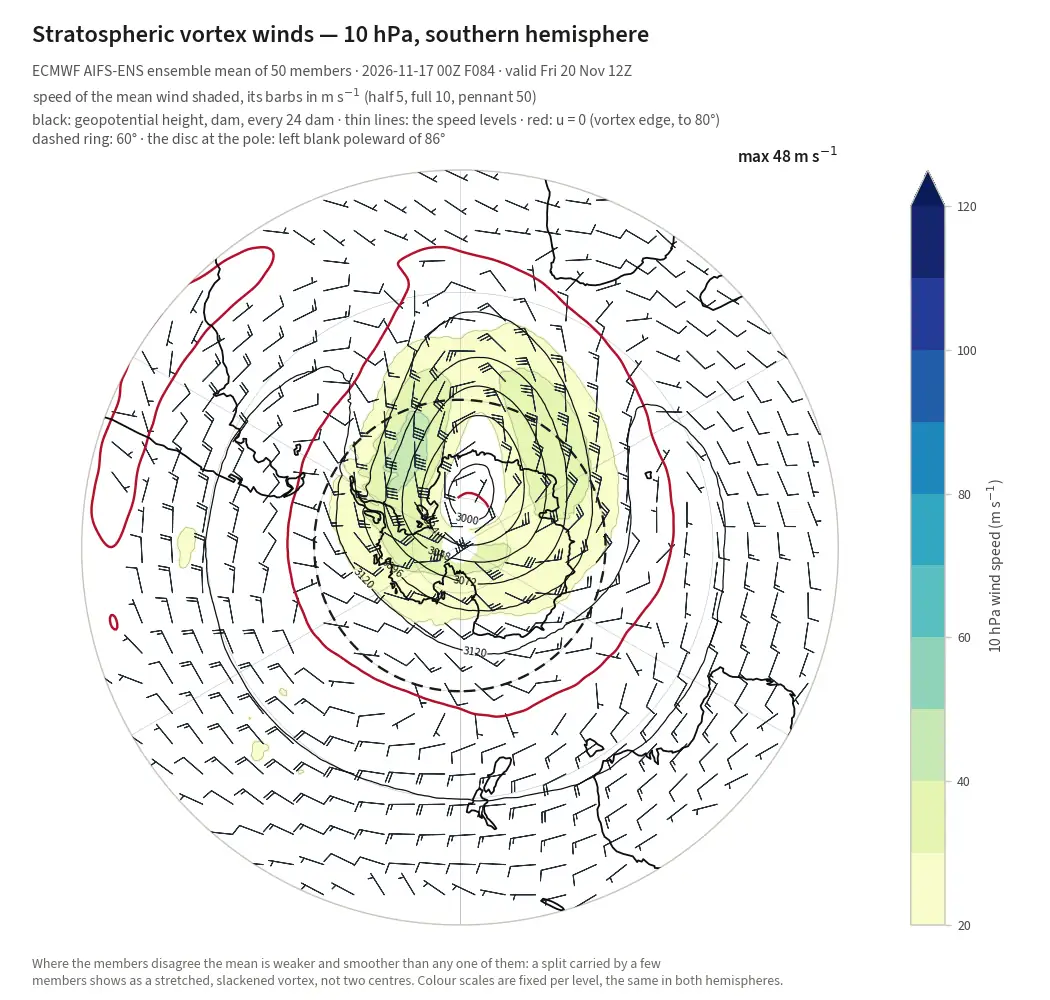 Stratospheric vortex winds — 10 hPa, southern hemisphere
ECMWF AIFS-ENS ensemble mean of 50 members · 2026-11-17 00Z F084 · valid Fri 20 Nov 12Z
speed of the mean wind shaded, its barbs in m s⁻¹ (half 5, full 10, pennant 50)
black: geopotential height, dam, every 24 dam · thin lines: the speed levels · red: u = 0 (vortex edge, to 80°)
dashed ring: 60° · the disc at the pole: left blank poleward of 86°
max 48 m s⁻¹
120
100
80
60
40
20
10 hPa wind speed (m s⁻¹)
3000
3072
3120
3120
Where the members disagree the mean is weaker and smoother than any one of them: a split carried by a few
members shows as a stretched, slackened vortex, not two centres. Colour scales are fixed per level, the same in both hemispheres.